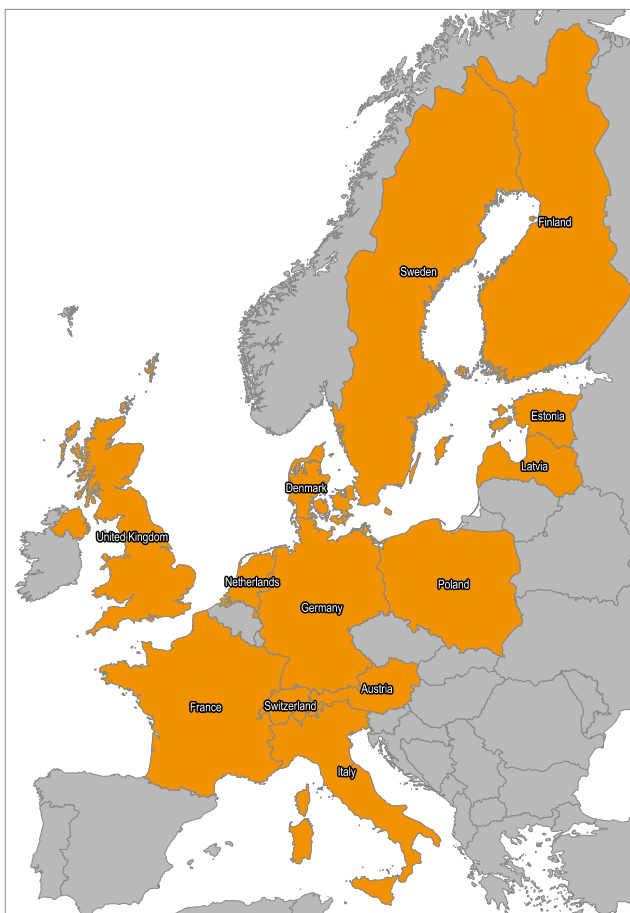 Finland
Sweden
Estonia
Latvia
Denmark
United Kingdom
Netherlands
Poland
Germany
Austria
France
Switzerland
Italy